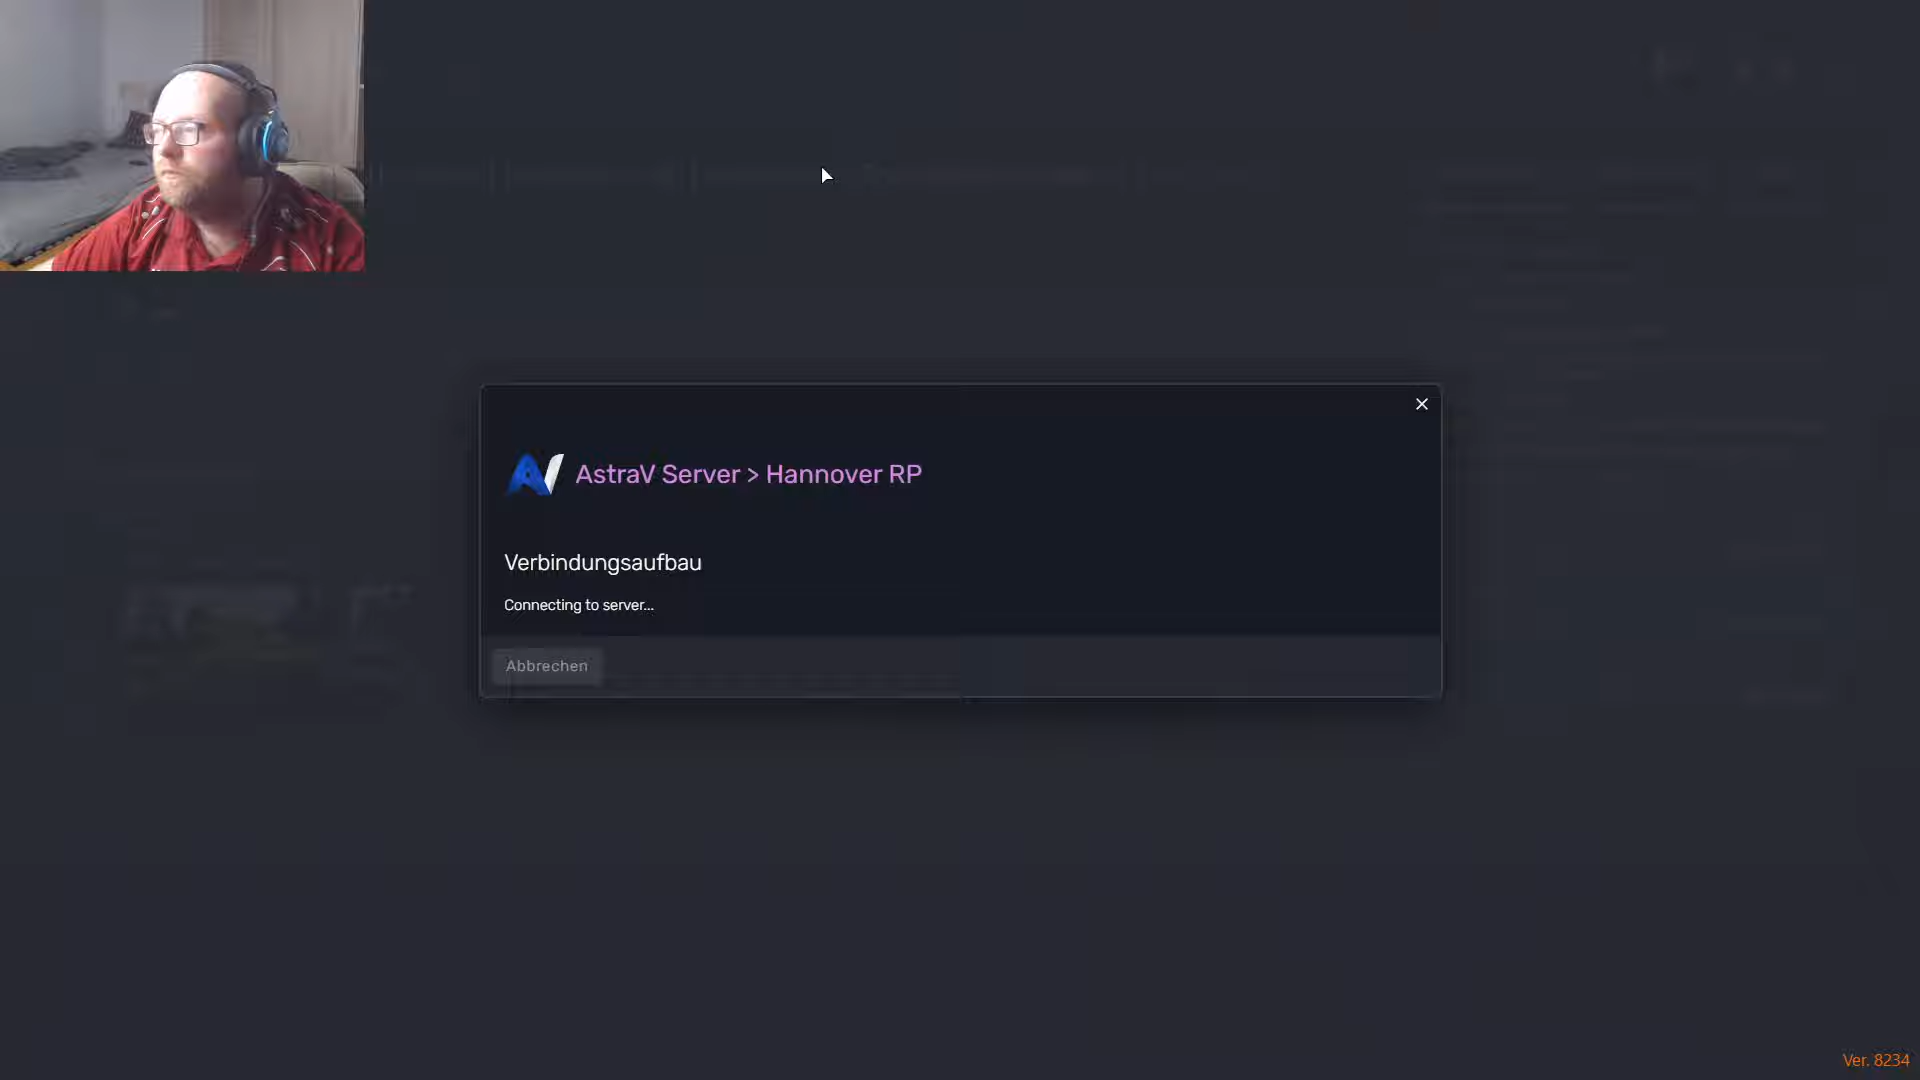 AstraV Server > Hannover RP
Verbindungsaufbau
Connecting to server...
Abbrechen
Ver. 8234